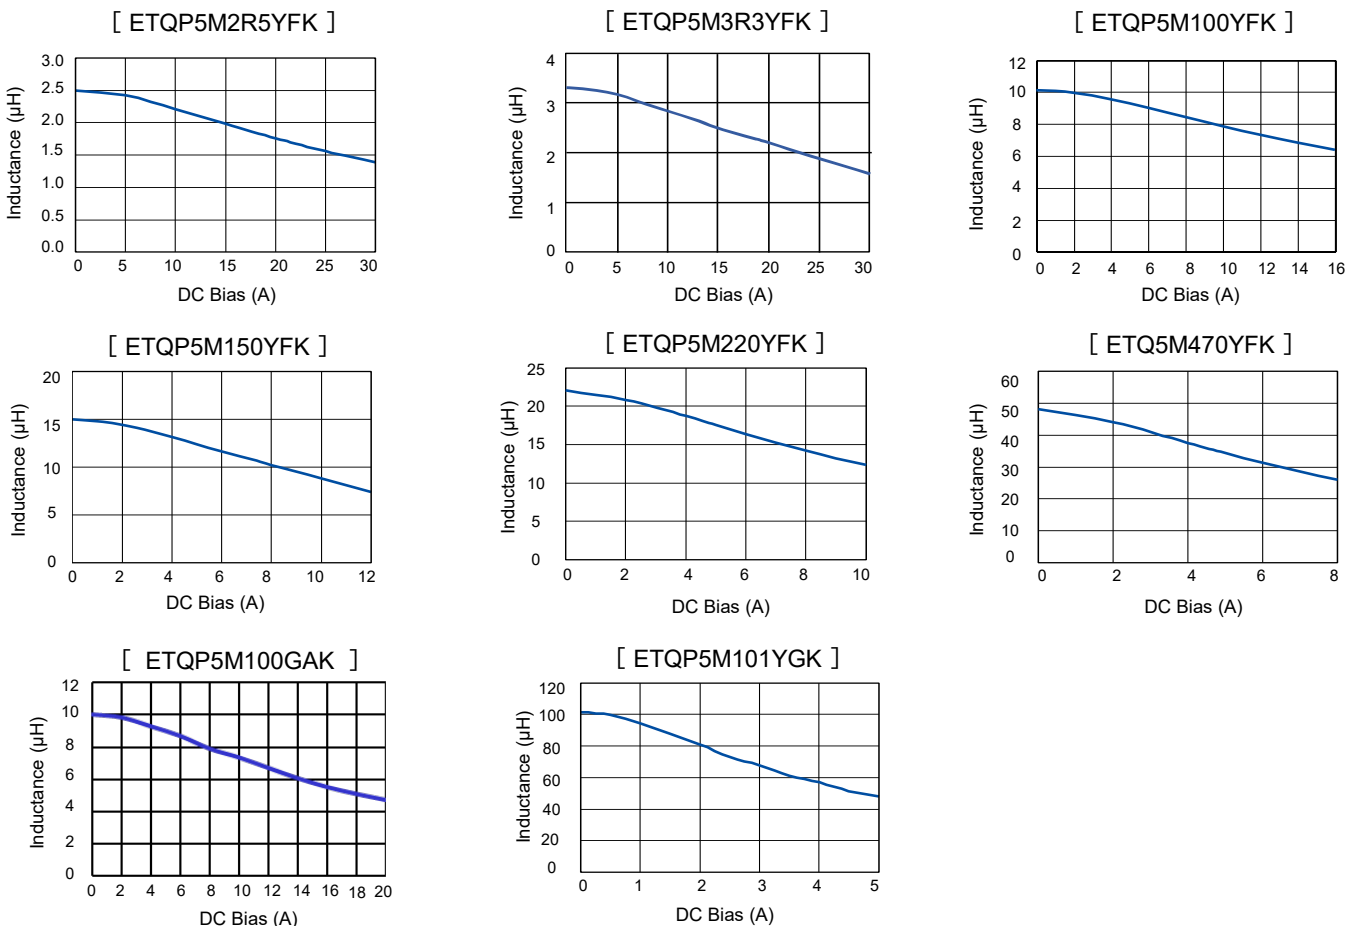 [ ETQP5M2R5YFK ]
Inductance (μH)
3.0
2.5
2.0
1.5
1.0
0.5
0.0
0 5 10 15 20 25 30
DC Bias (A)
[ ETQP5M3R3YFK ]
Inductance (μH)
4
3
2
1
0
0 5 10 15 20 25 30
DC Bias (A)
[ ETQP5M100YFK ]
Inductance (μH)
12
10
8
6
4
2
0
0 2 4 6 8 10 12 14 16
DC Bias (A)
[ ETQP5M150YFK ]
Inductance (μH)
20
15
10
5
0
0 2 4 6 8 10 12
DC Bias (A)
[ ETQP5M220YFK ]
Inductance (μH)
25
20
15
10
5
0
0 2 4 6 8 10
DC Bias (A)
[ ETQ5M470YFK ]
Inductance (μH)
60
50
40
30
20
10
0
0 2 4 6 8
DC Bias (A)
[ ETQP5M100GAK ]
Inductance (μH)
12
10
8
6
4
2
0
0 2 4 6 8 10 12 14 16 18 20
DC Bias (A)
[ ETQP5M101YGK ]
Inductance (μH)
120
100
80
60
40
20
0
0 1 2 3 4 5
DC Bias (A)